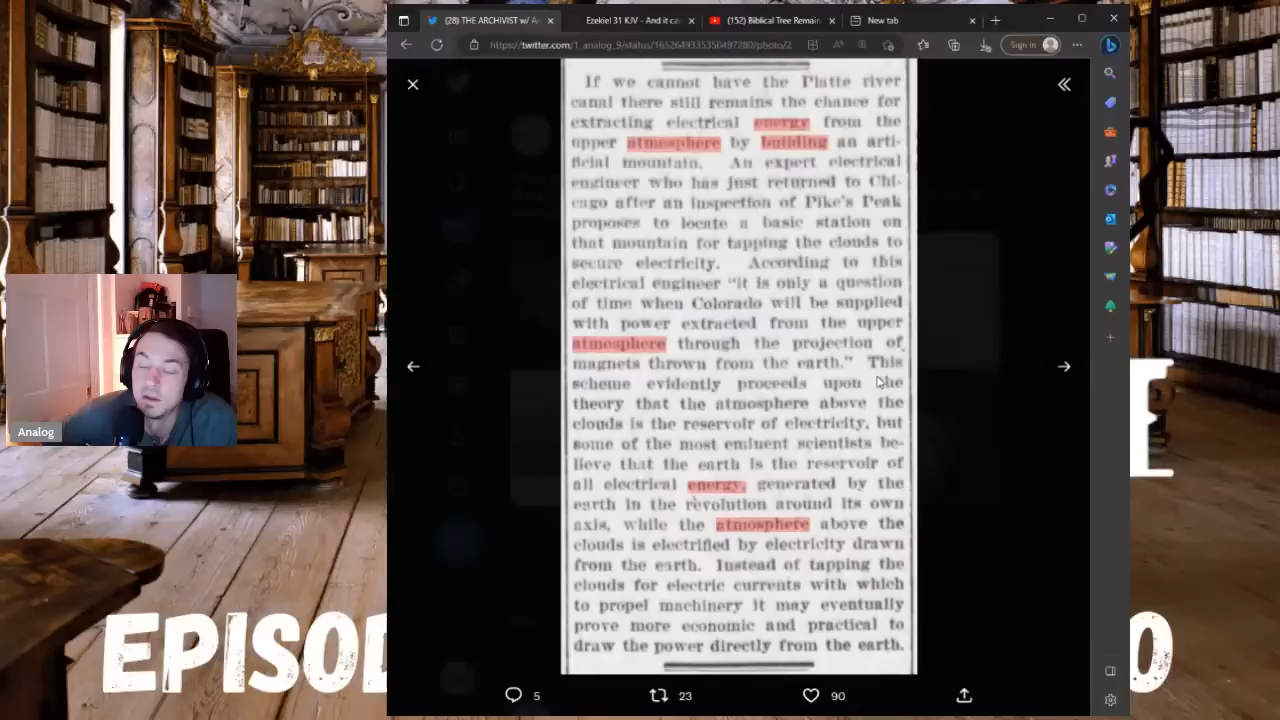 (28) THE ARCHIVIST w/ A
Ezekiel 31 KJV - And it ca
(152) Biblical Tree Remain
New tab
https://twitter.com/1_analog_9/status/1652649335350497280/photo/2
Sign in
If we cannot have the Platte river
canal there still remains the chance for
extracting electrical energy from the
upper atmosphere by building an arti-
ficial mountain. An expert electrical
engineer who has just returned to Chi-
cago after an inspection of Pike's Peak
proposes to locate a basic station on
that mountain for tapping the clouds to
secure electricity. According to this
electrical engineer "it is only a question
of time when Colorado will be supplied
with power extracted from the upper
atmosphere through the projection of
magnets thrown from the earth." This
scheme evidently proceeds upon the
theory that the atmosphere above the
clouds is the reservoir of electricity, but
some of the most eminent scientists be-
lieve that the earth is the reservoir of
all electrical energy, generated by the
earth in the revolution around its own
axis, while the atmosphere above the
clouds is electrified by electricity drawn
from the earth. Instead of tapping the
clouds for electric currents with which
to propel machinery it may eventually
prove more economic and practical to
draw the power directly from the earth.
5
23
90
Analog
EPISOD